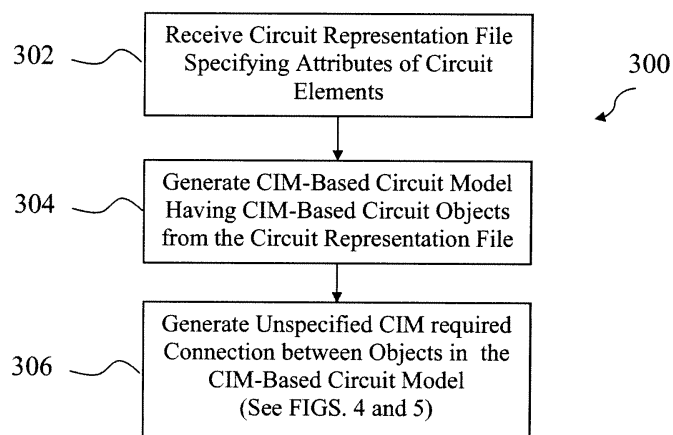 302
Receive Circuit Representation File
Specifying Attributes of Circuit
Elements
300
304
Generate CIM-Based Circuit Model
Having CIM-Based Circuit Objects
from the Circuit Representation File
306
Generate Unspecified CIM required
Connection between Objects in the
CIM-Based Circuit Model
(See FIGS. 4 and 5)